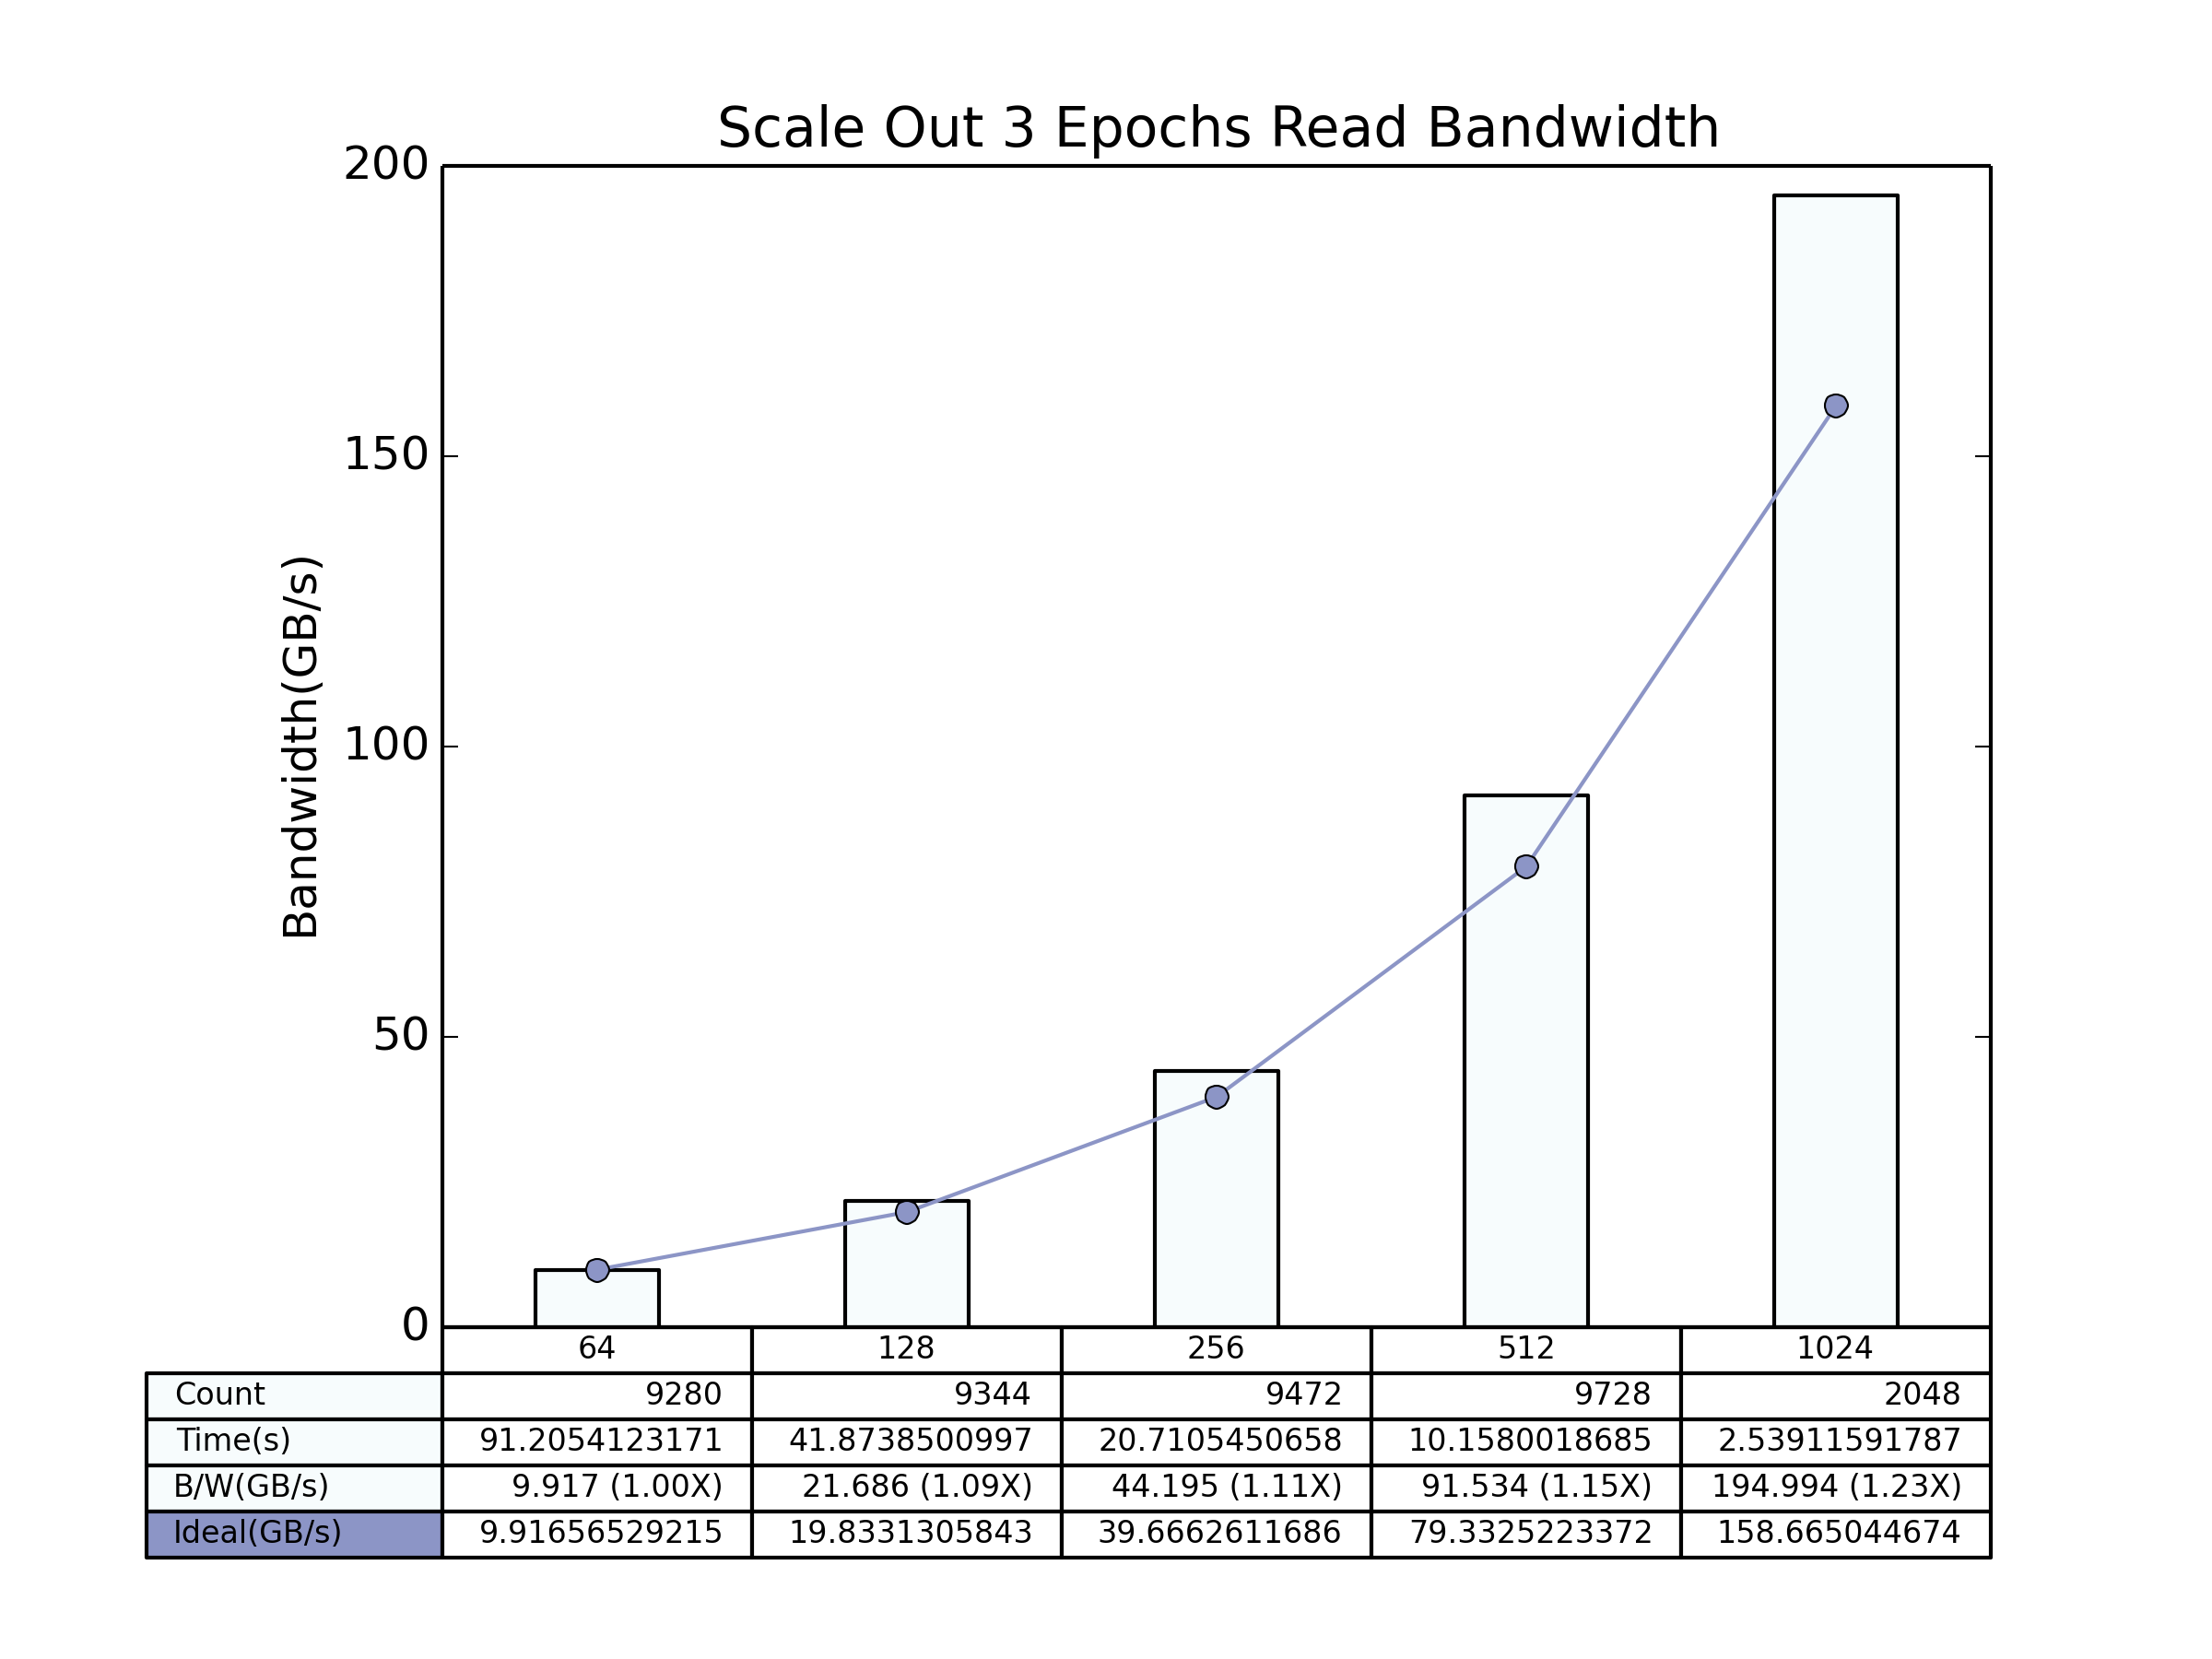 Scale Out 3 Epochs Read Bandwidth
200
150
100
50
0
Bandwidth(GB/s)
64 128 256 512 1024
Count 9280 9344 9472 9728 2048
Time(s) 91.2054123171 41.8738500997 20.7105450658 10.1580018685 2.53911591787
B/W(GB/s) 9.917 (1.00X) 21.686 (1.09X) 44.195 (1.11X) 91.534 (1.15X) 194.994 (1.23X)
Ideal(GB/s) 9.91656529215 19.8331305843 39.6662611686 79.3325223372 158.665044674